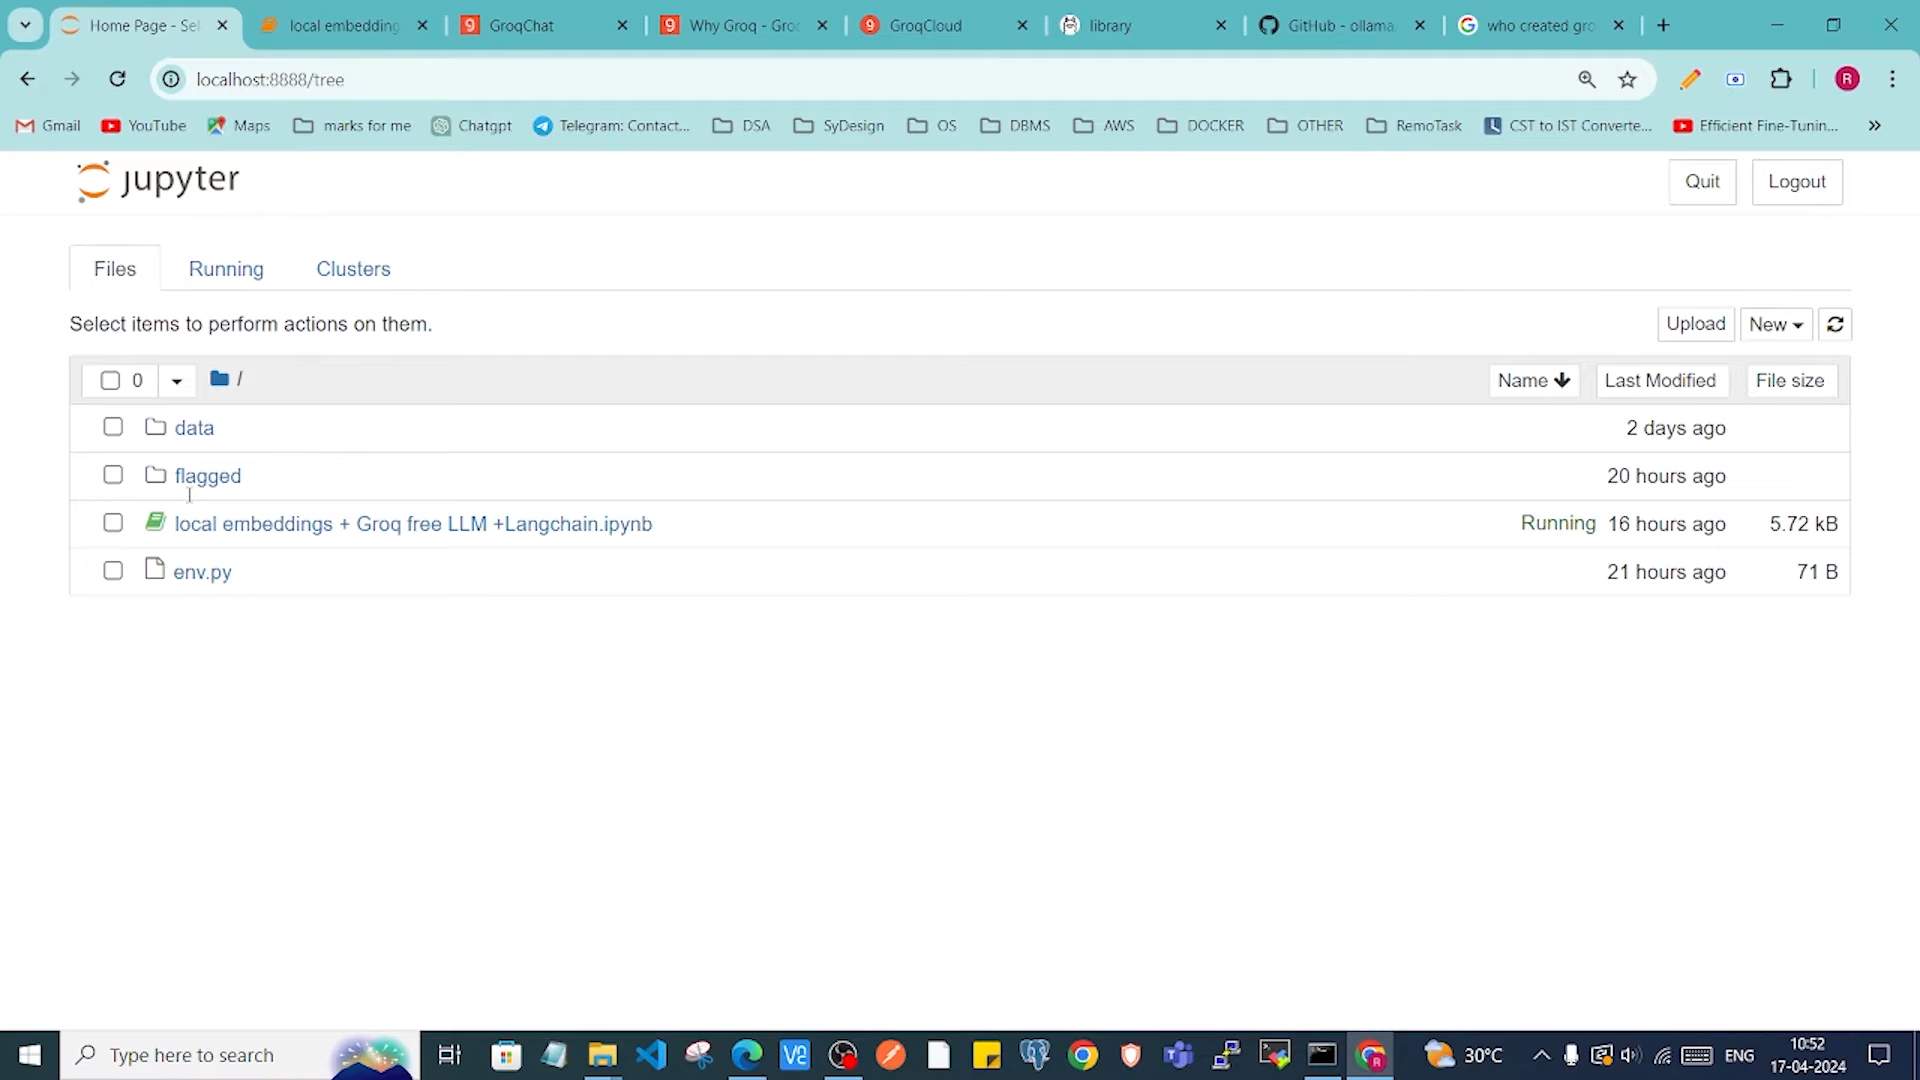 Home Page - Sel
local embedding
GroqChat
Why Groq - Groc
GroqCloud
library
GitHub - ollama
who created gro
localhost:8888/tree
R
Gmail
YouTube
Maps
marks for me
Chatgpt
Telegram: Contact...
DSA
SyDesign
OS
DBMS
AWS
DOCKER
OTHER
RemoTask
CST to IST Converte...
Efficient Fine-Tunin...
jupyter
Quit
Logout
Files
Running
Clusters
Select items to perform actions on them.
Upload
New
0
/
Name
Last Modified
File size
data
2 days ago
flagged
20 hours ago
local embeddings + Groq free LLM +Langchain.ipynb
Running
16 hours ago
5.72 kB
env.py
21 hours ago
71 B
Type here to search
30°C
ENG
10:52
17-04-2024